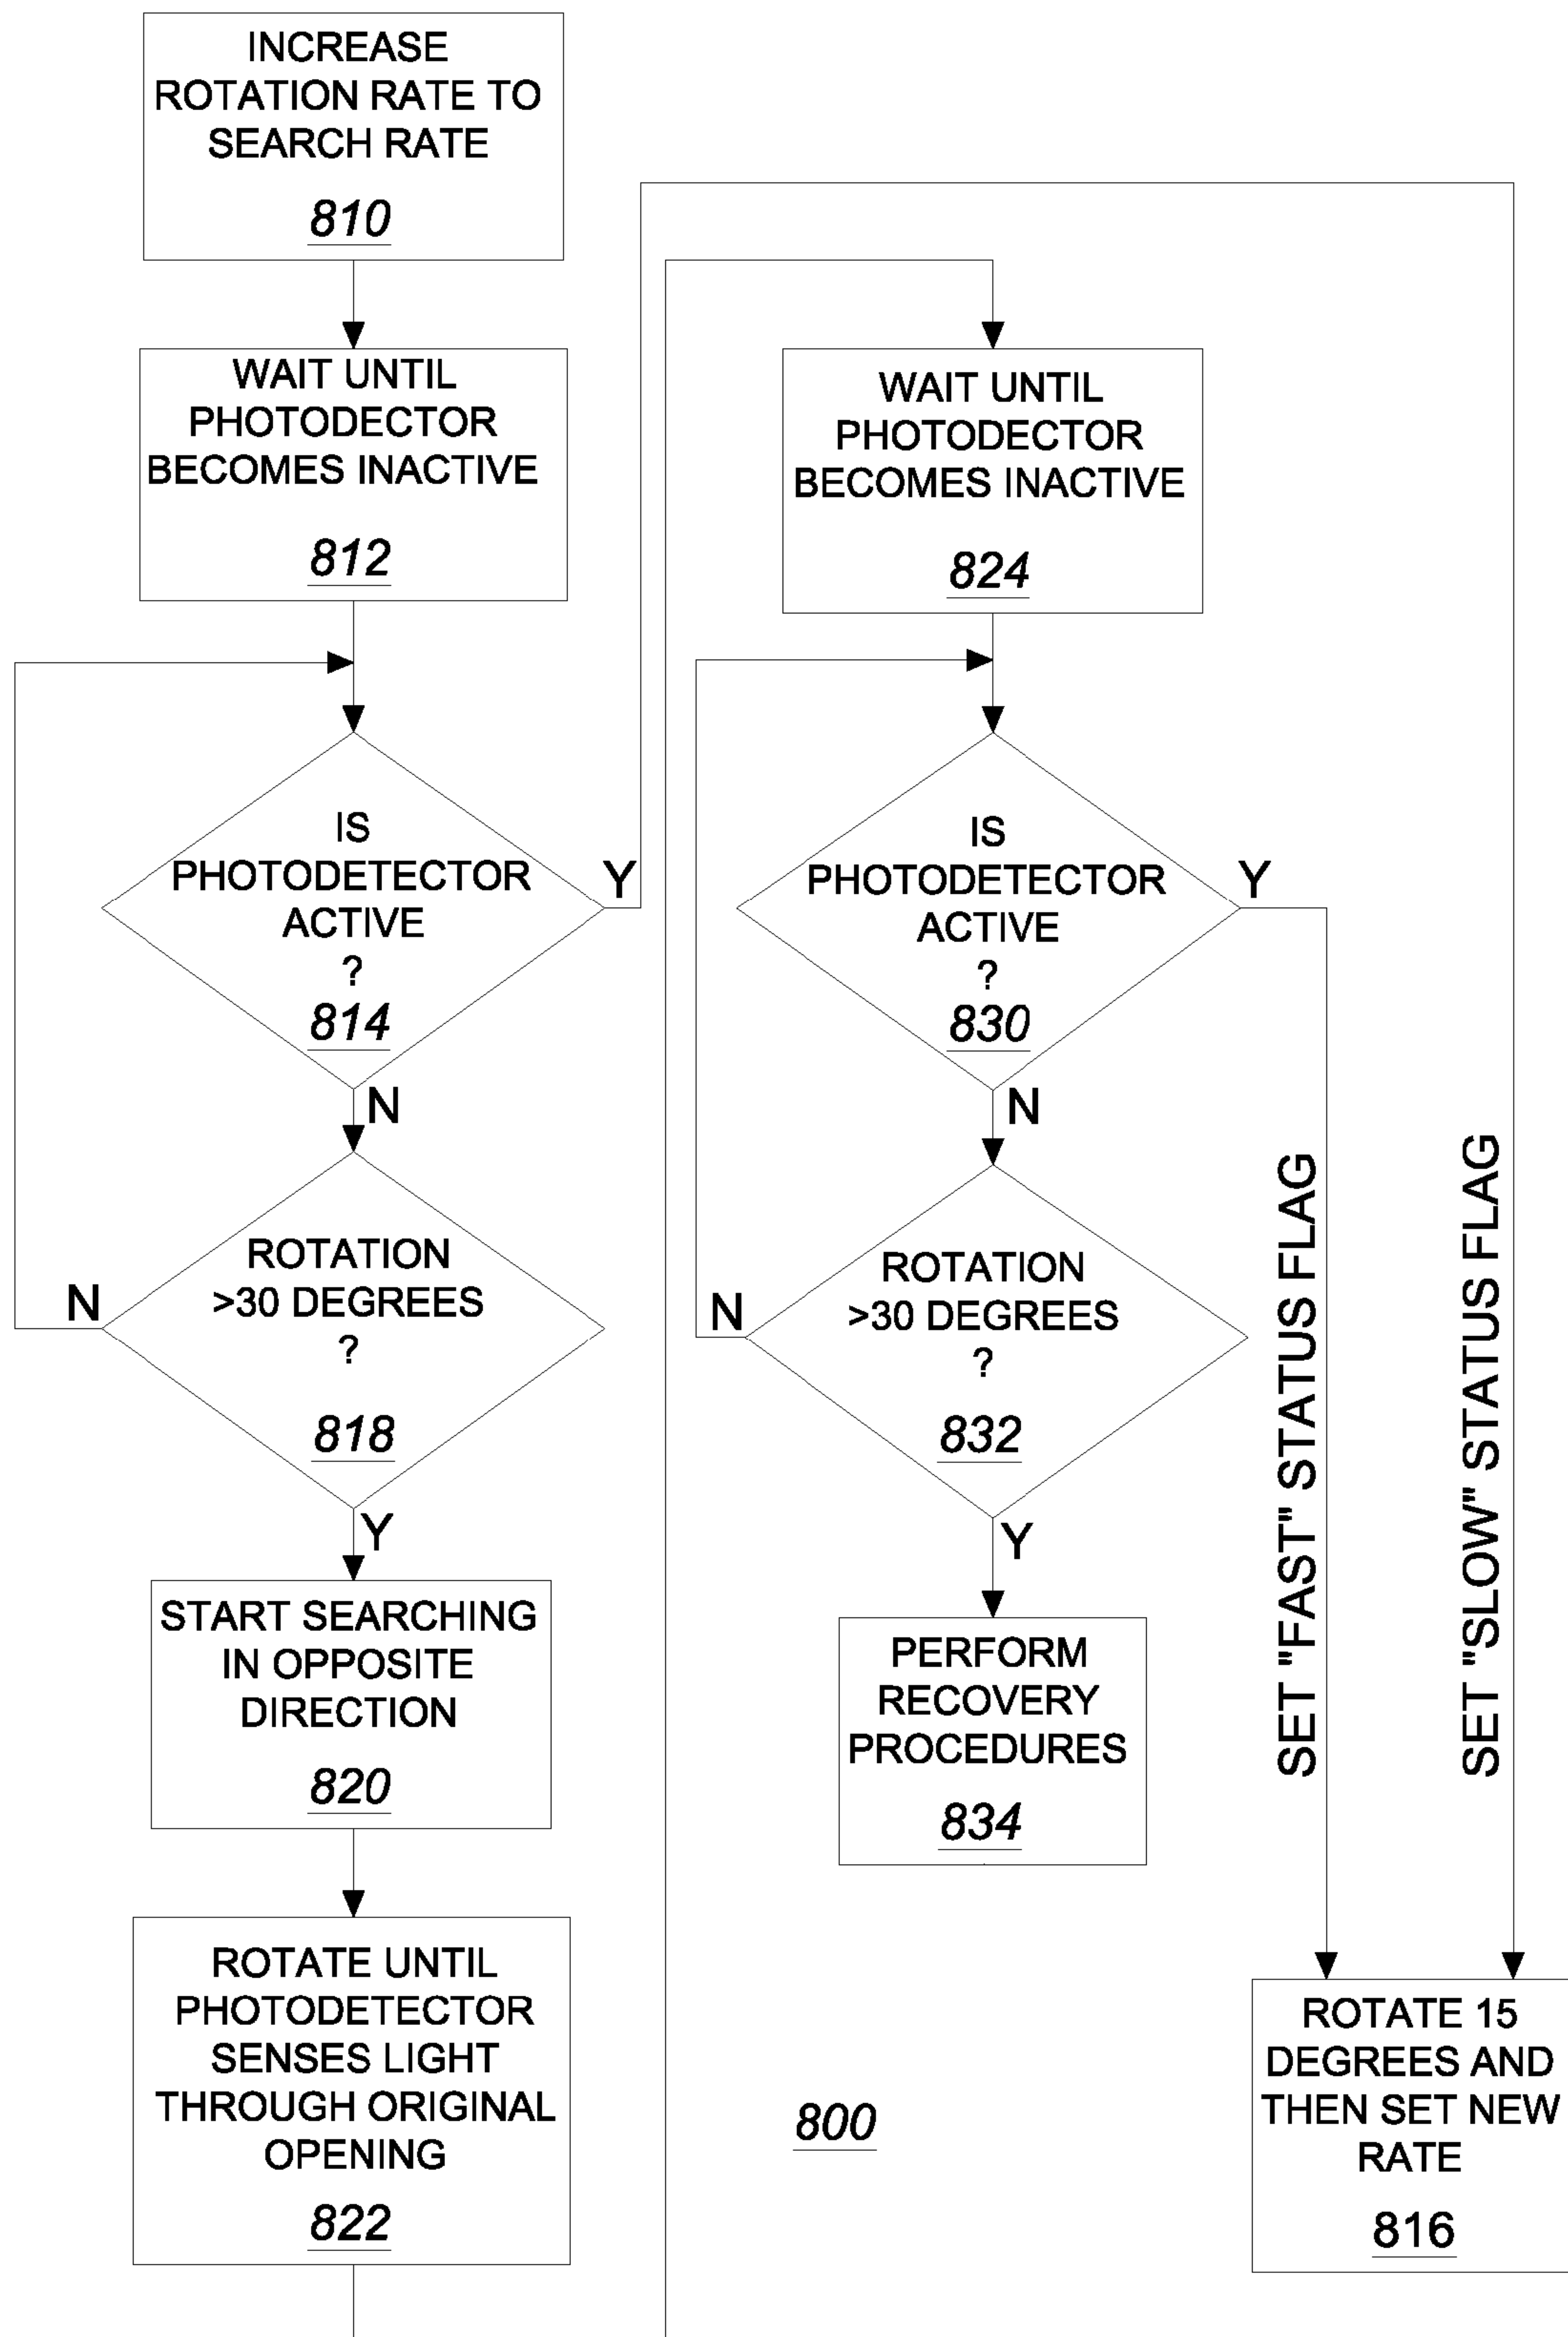 INCREASE
ROTATION RATE TO
SEARCH RATE
810
WAIT UNTIL
PHOTODECTOR
BECOMES INACTIVE
812
IS
PHOTODETECTOR
ACTIVE
?
814
Y
N
ROTATION
>30 DEGREES
?
818
N
Y
START SEARCHING
IN OPPOSITE
DIRECTION
820
ROTATE UNTIL
PHOTODETECTOR
SENSES LIGHT
THROUGH ORIGINAL
OPENING
822
WAIT UNTIL
PHOTODECTOR
BECOMES INACTIVE
824
IS
PHOTODETECTOR
ACTIVE
?
830
Y
N
ROTATION
>30 DEGREES
?
832
N
Y
PERFORM
RECOVERY
PROCEDURES
834
SET "FAST" STATUS FLAG
SET "SLOW" STATUS FLAG
ROTATE 15
DEGREES AND
THEN SET NEW
RATE
816
800